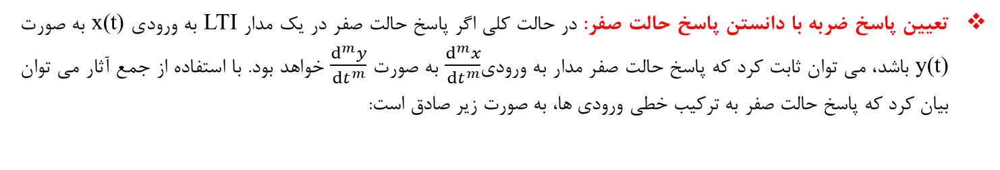 ❖ تعیین پاسخ ضربه با دانستن پاسخ حالت صفر: در حالت کلی اگر پاسخ حالت صفر در یک مدار LTI به ورودی x(t) به صورت
y(t) باشد، می توان ثابت کرد که پاسخ حالت صفر مدار به ورودی dᵐx/dtᵐ به صورت dᵐy/dtᵐ خواهد بود. با استفاده از جمع آثار می توان
بیان کرد که پاسخ حالت صفر به ترکیب خطی ورودی ها، به صورت زیر صادق است: